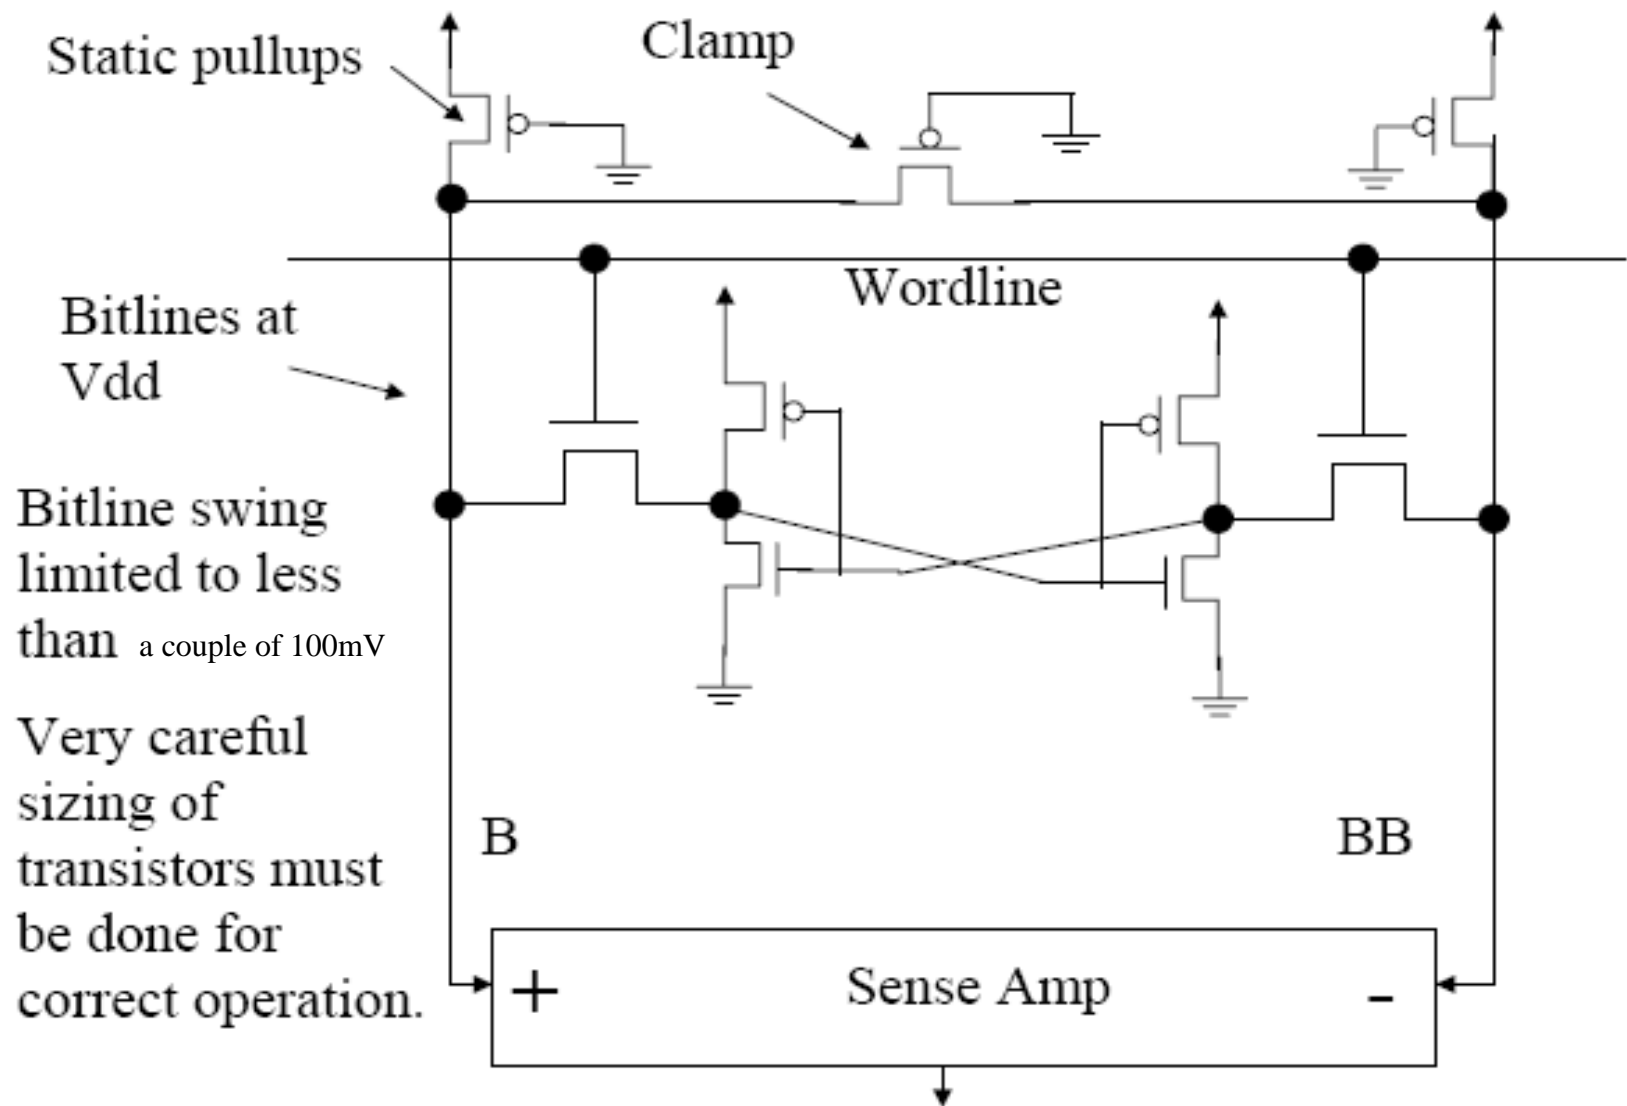 Static pullups
Clamp
Wordline
Bitlines at
Vdd
Bitline swing
limited to less
than a couple of 100mV
Very careful
sizing of
transistors must
be done for
correct operation.
B
BB
+ Sense Amp -